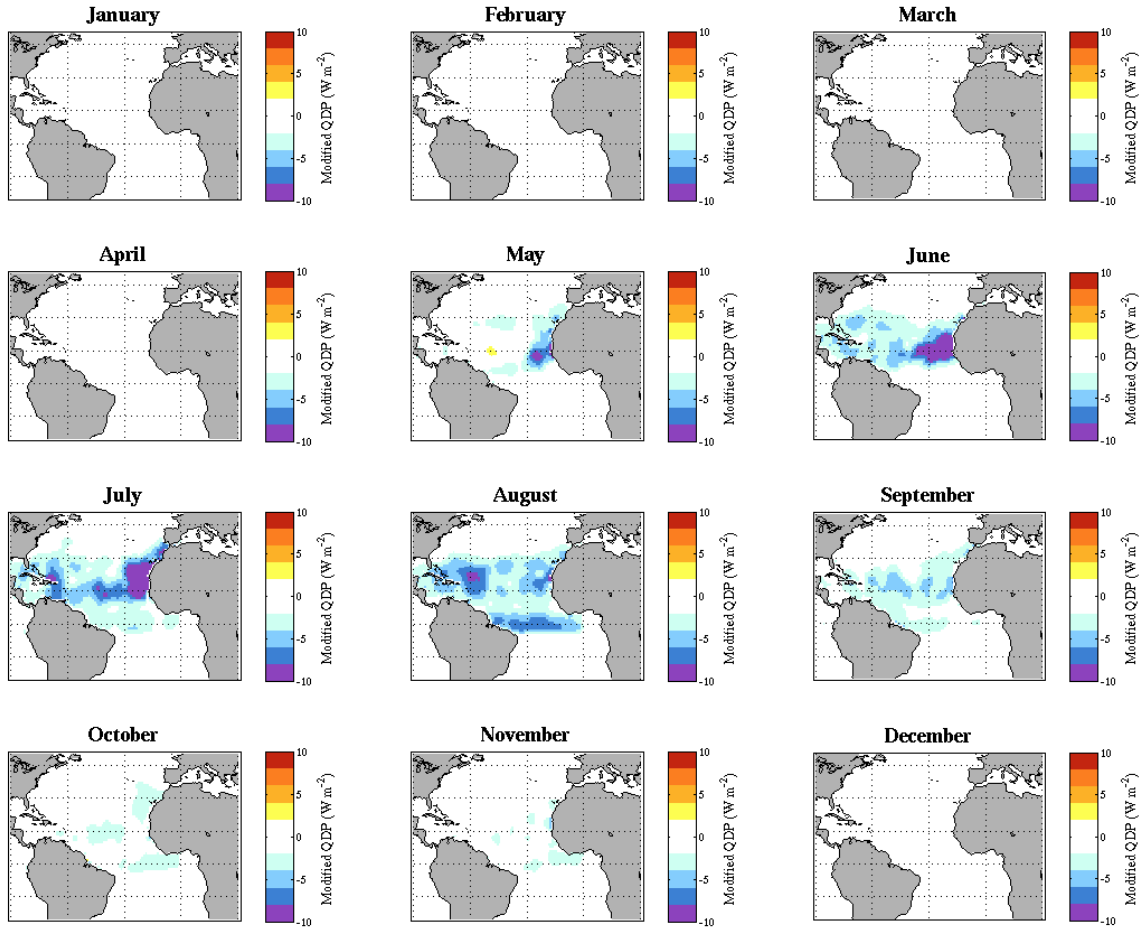 January
10
5
0
-5
-10
Modified QDP (W m-2)
February
10
5
0
-5
-10
Modified QDP (W m-2)
March
10
5
0
-5
-10
Modified QDP (W m-2)
April
10
5
0
-5
-10
Modified QDP (W m-2)
May
10
5
0
-5
-10
Modified QDP (W m-2)
June
10
5
0
-5
-10
Modified QDP (W m-2)
July
10
5
0
-5
-10
Modified QDP (W m-2)
August
10
5
0
-5
-10
Modified QDP (W m-2)
September
10
5
0
-5
-10
Modified QDP (W m-2)
October
10
5
0
-5
-10
Modified QDP (W m-2)
November
10
5
0
-5
-10
Modified QDP (W m-2)
December
10
5
0
-5
-10
Modified QDP (W m-2)